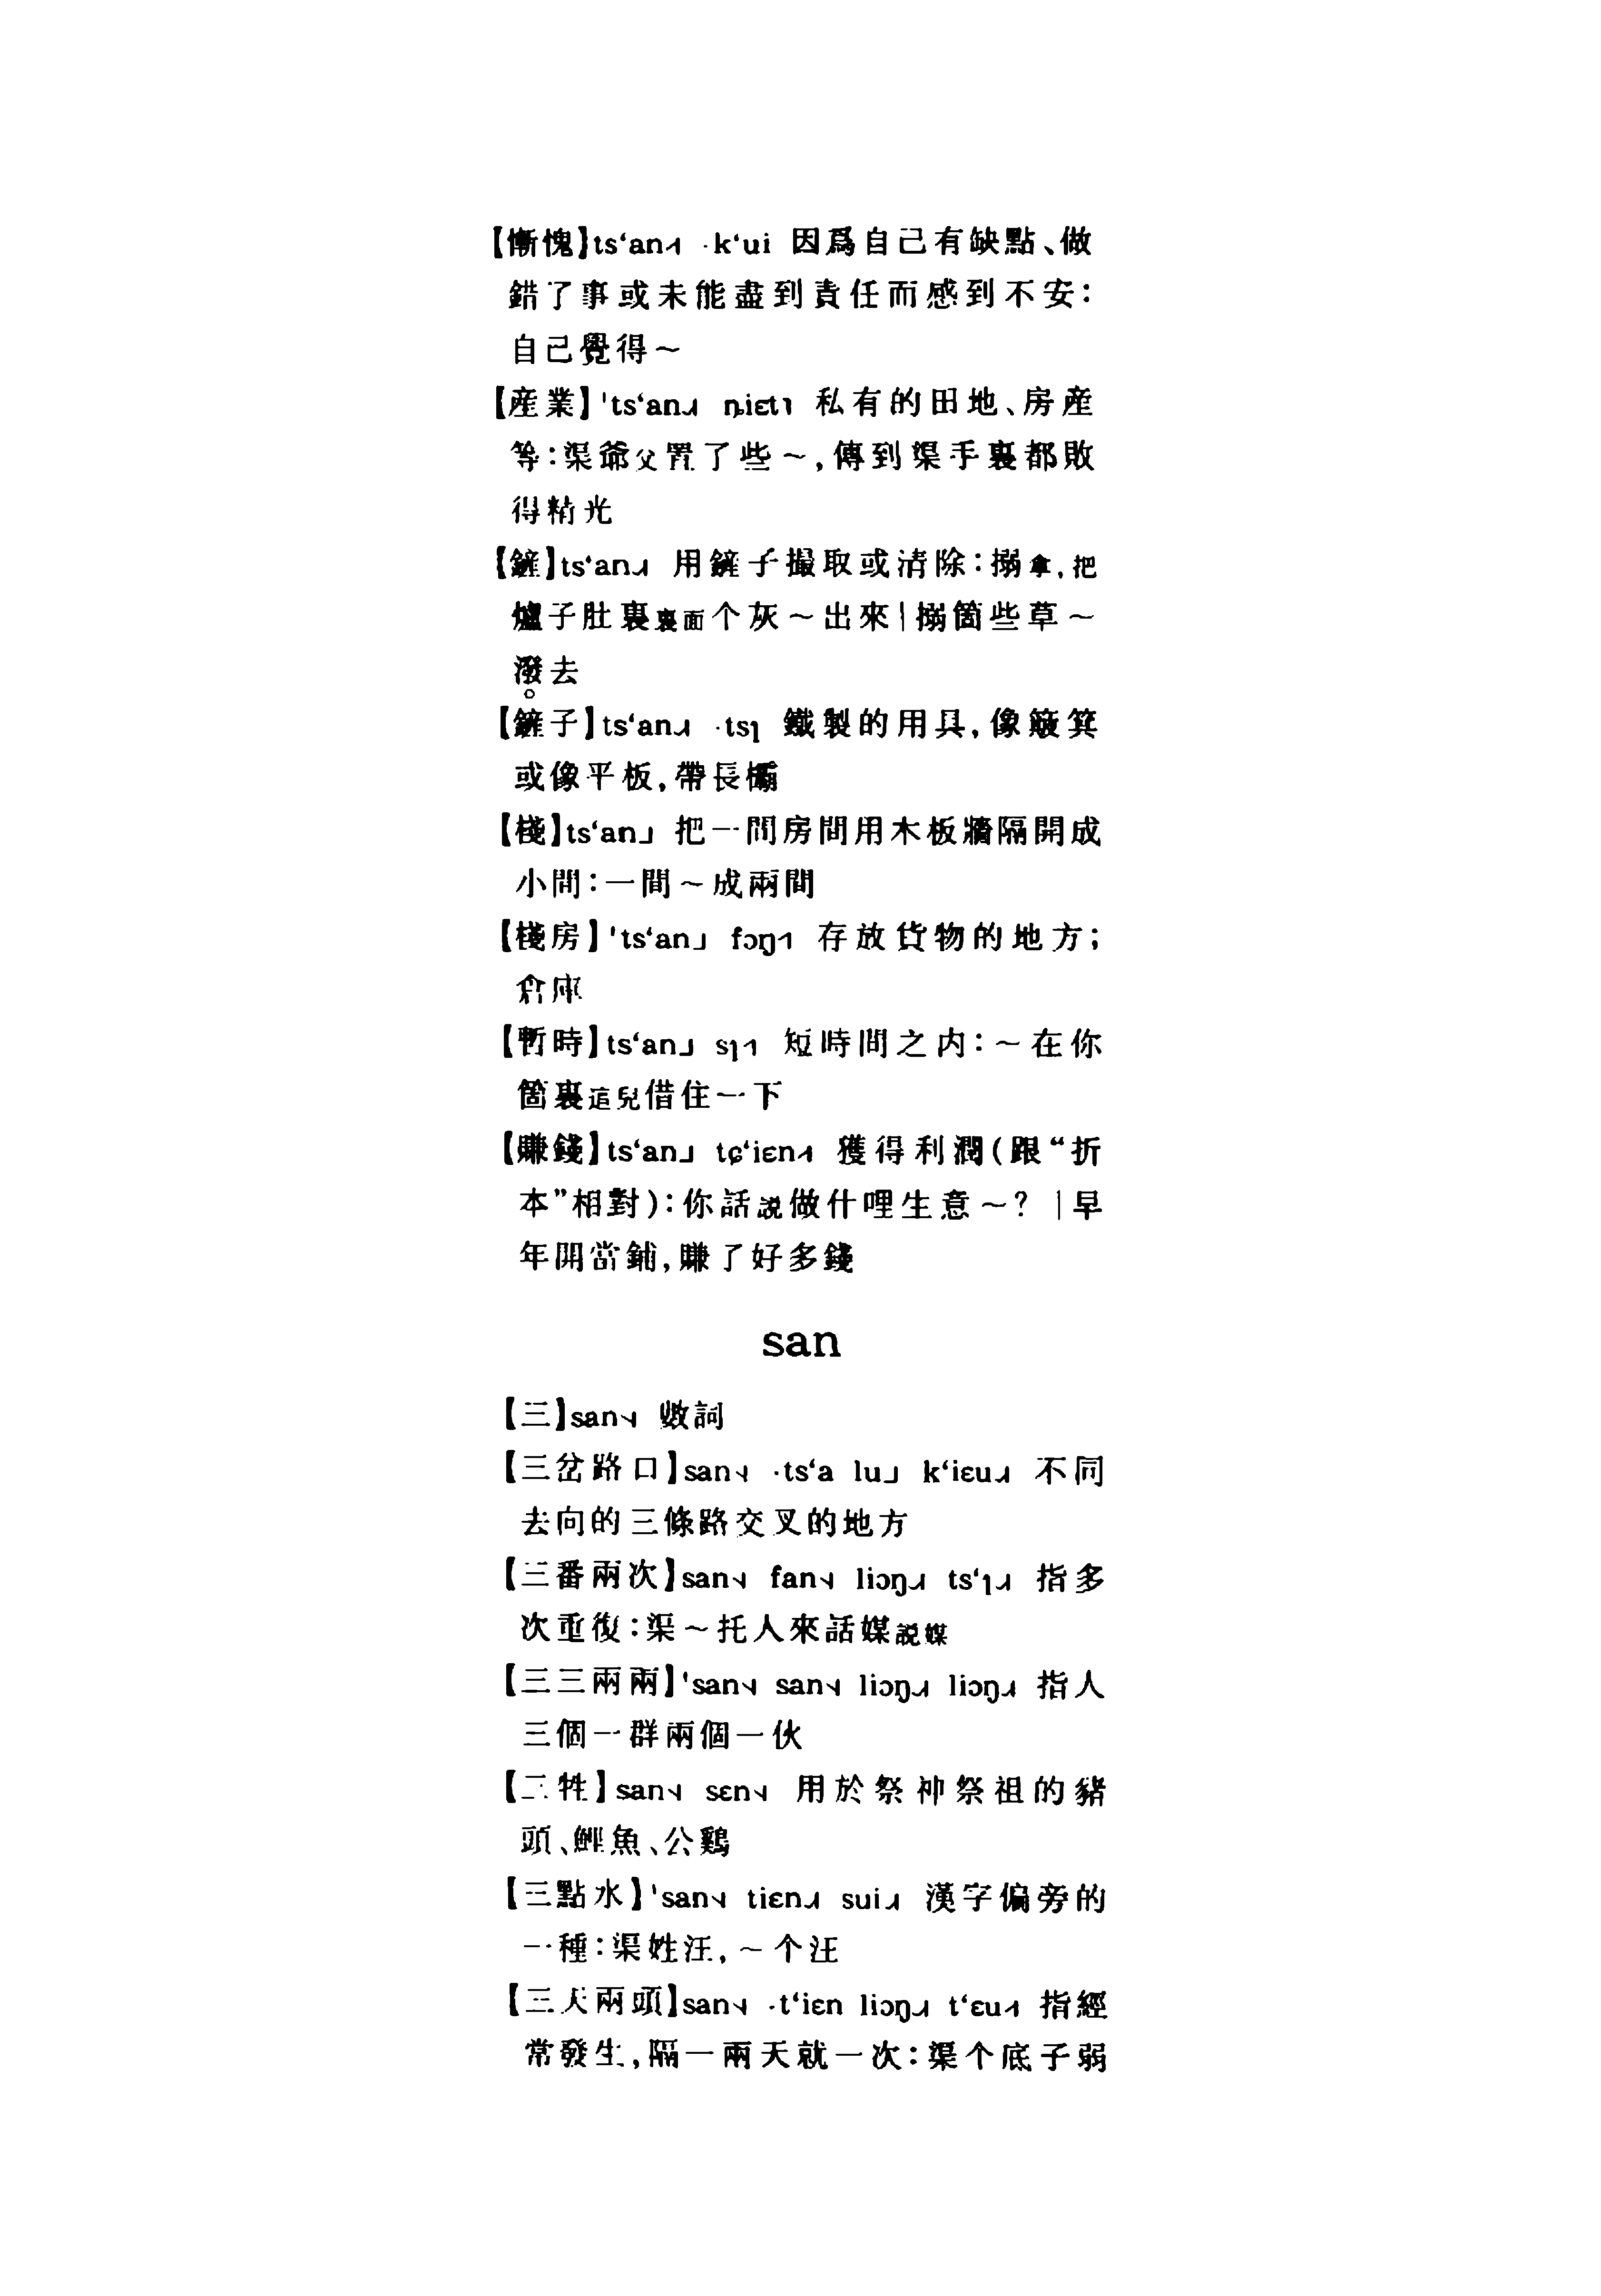 【慚愧】ts‘an˧˥ ·k‘ui 因爲自己有缺點、做
錯了事或未能盡到責任而感到不安：
自己覺得～
【産業】ˈts‘an˨˩˧ ȵiɛt˥ 私有的田地、房産
等：渠爺父置了些～，傳到渠手裏都敗
得精光
【鏟】ts‘an˨˩˧ 用鏟子撮取或清除：搦拿，把
爐子肚裏裏面个灰～出來|搦箇些草～
潑去
【鏟子】ts‘an˨˩˧ ·tsɿ 鐵製的用具，像簸箕
或像平板，帶長欛
【棧】ts‘an˩ 把一間房間用木板牆隔開成
小間：一間～成兩間
【棧房】ˈts‘an˩ fɔŋ˧˥ 存放貨物的地方；
倉庫
【暫時】ts‘an˩ sɿ˧˥ 短時間之内：～在你
箇裏這兒借住一下
【賺錢】ts‘an˩ tɕ‘iɛn˧˥ 獲得利潤（跟“折
本”相對）：你話説做什哩生意～？|早
年開當鋪，賺了好多錢
san
【三】san˦˨ 數詞
【三岔路口】san˦˨ ·ts‘a lu˩ k‘iɛu˨˩˧ 不同
去向的三條路交叉的地方
【三番兩次】san˦˨ fan˦˨ liɔŋ˨˩˧ ts‘ɿ˨˩˧ 指多
次重復：渠～托人來話媒説媒
【三三兩兩】ˈsan˦˨ san˦˨ liɔŋ˨˩˧ liɔŋ˨˩˧ 指人
三個一群兩個一伙
【三牲】san˦˨ sɛn˦˨ 用於祭神祭祖的豬
頭、鯉魚、公鷄
【三點水】ˈsan˦˨ tiɛn˨˩˧ sui˨˩˧ 漢字偏旁的
一種：渠姓汪，～个汪
【三天兩頭】san˦˨ ·t‘iɛn liɔŋ˨˩˧ t‘ɛu˧˥ 指經
常發生，隔一兩天就一次：渠个底子弱